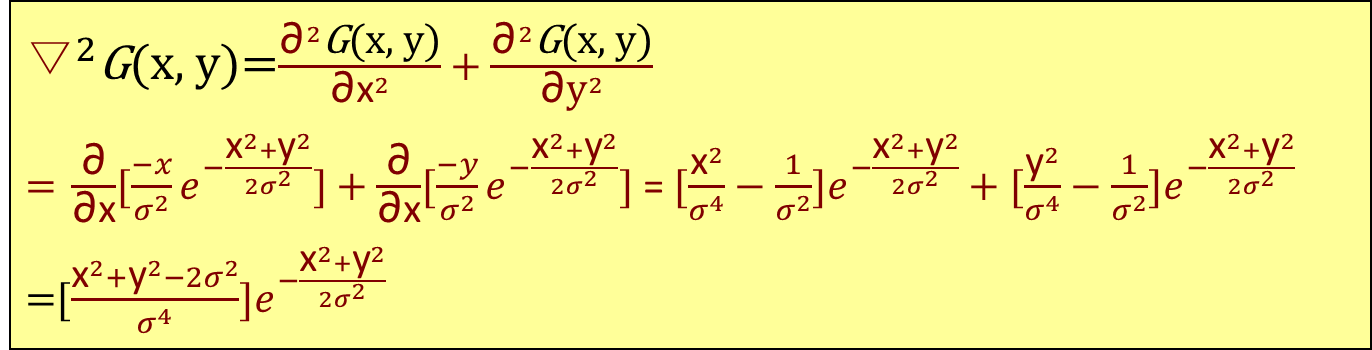 ▽²G(x, y)=∂²G(x, y)/∂x² + ∂²G(x, y)/∂y²
= ∂/∂x[−x/σ² e^(−(x²+y²)/(2σ²))] + ∂/∂x[−y/σ² e^(−(x²+y²)/(2σ²))] = [x²/σ⁴ − 1/σ²]e^(−(x²+y²)/(2σ²)) + [y²/σ⁴ − 1/σ²]e^(−(x²+y²)/(2σ²))
=[(x²+y²−2σ²)/σ⁴]e^(−(x²+y²)/(2σ²))